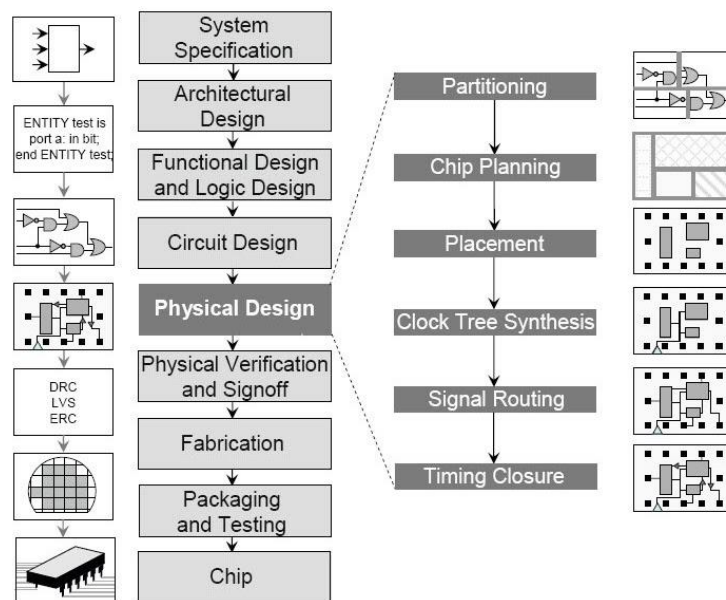 ENTITY test is
port a: in bit;
end ENTITY test;
DRC
LVS
ERC
System
Specification
Architectural
Design
Functional Design
and Logic Design
Circuit Design
Physical Design
Physical Verification
and Signoff
Fabrication
Packaging
and Testing
Chip
Partitioning
Chip Planning
Placement
Clock Tree Synthesis
Signal Routing
Timing Closure